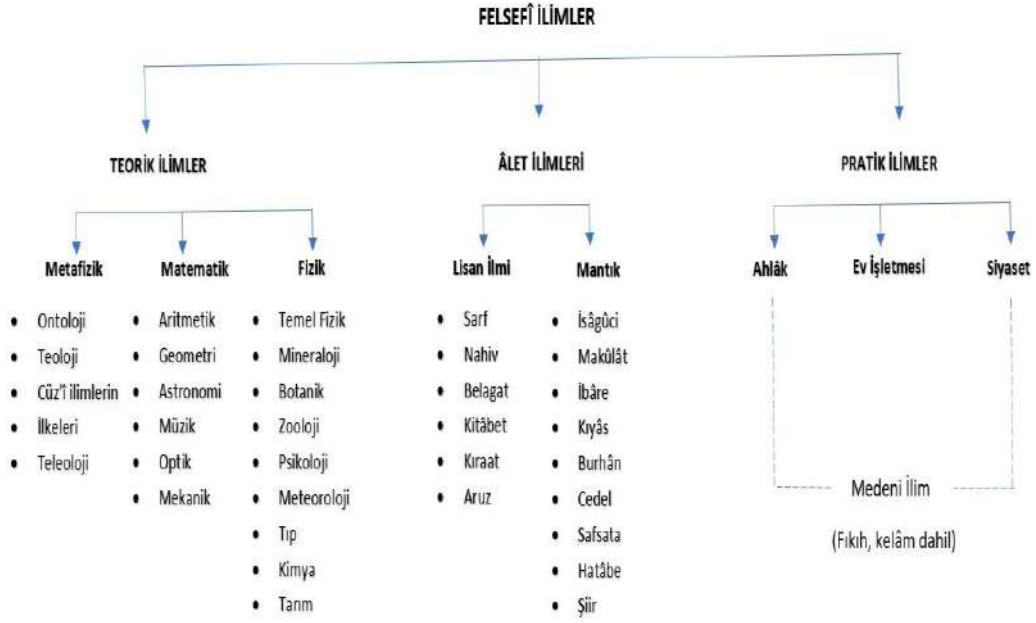 FELSEFÎ İLİMLER
TEORİK İLİMLER
ÂLET İLİMLERİ
PRATİK İLİMLER
Metafizik
• Ontoloji
• Teoloji
• Cüz'î ilimlerin
• İlkeleri
• Teleoloji
Matematik
• Aritmetik
• Geometri
• Astronomi
• Müzik
• Optik
• Mekanik
Fizik
• Temel Fizik
• Mineraloji
• Botanik
• Zooloji
• Psikoloji
• Meteoroloji
• Tıp
• Kimya
• Tarım
Lisan İlmi
• Sarf
• Nahiv
• Belagat
• Kitâbet
• Kıraat
• Aruz
Mantık
• İsâgûci
• Makûlât
• İbâre
• Kıyâs
• Burhân
• Cedel
• Safsata
• Hatâbe
• Şiir
Ahlâk
Ev İşletmesi
Siyaset
Medeni İlim
(Fıkıh, kelâm dahil)